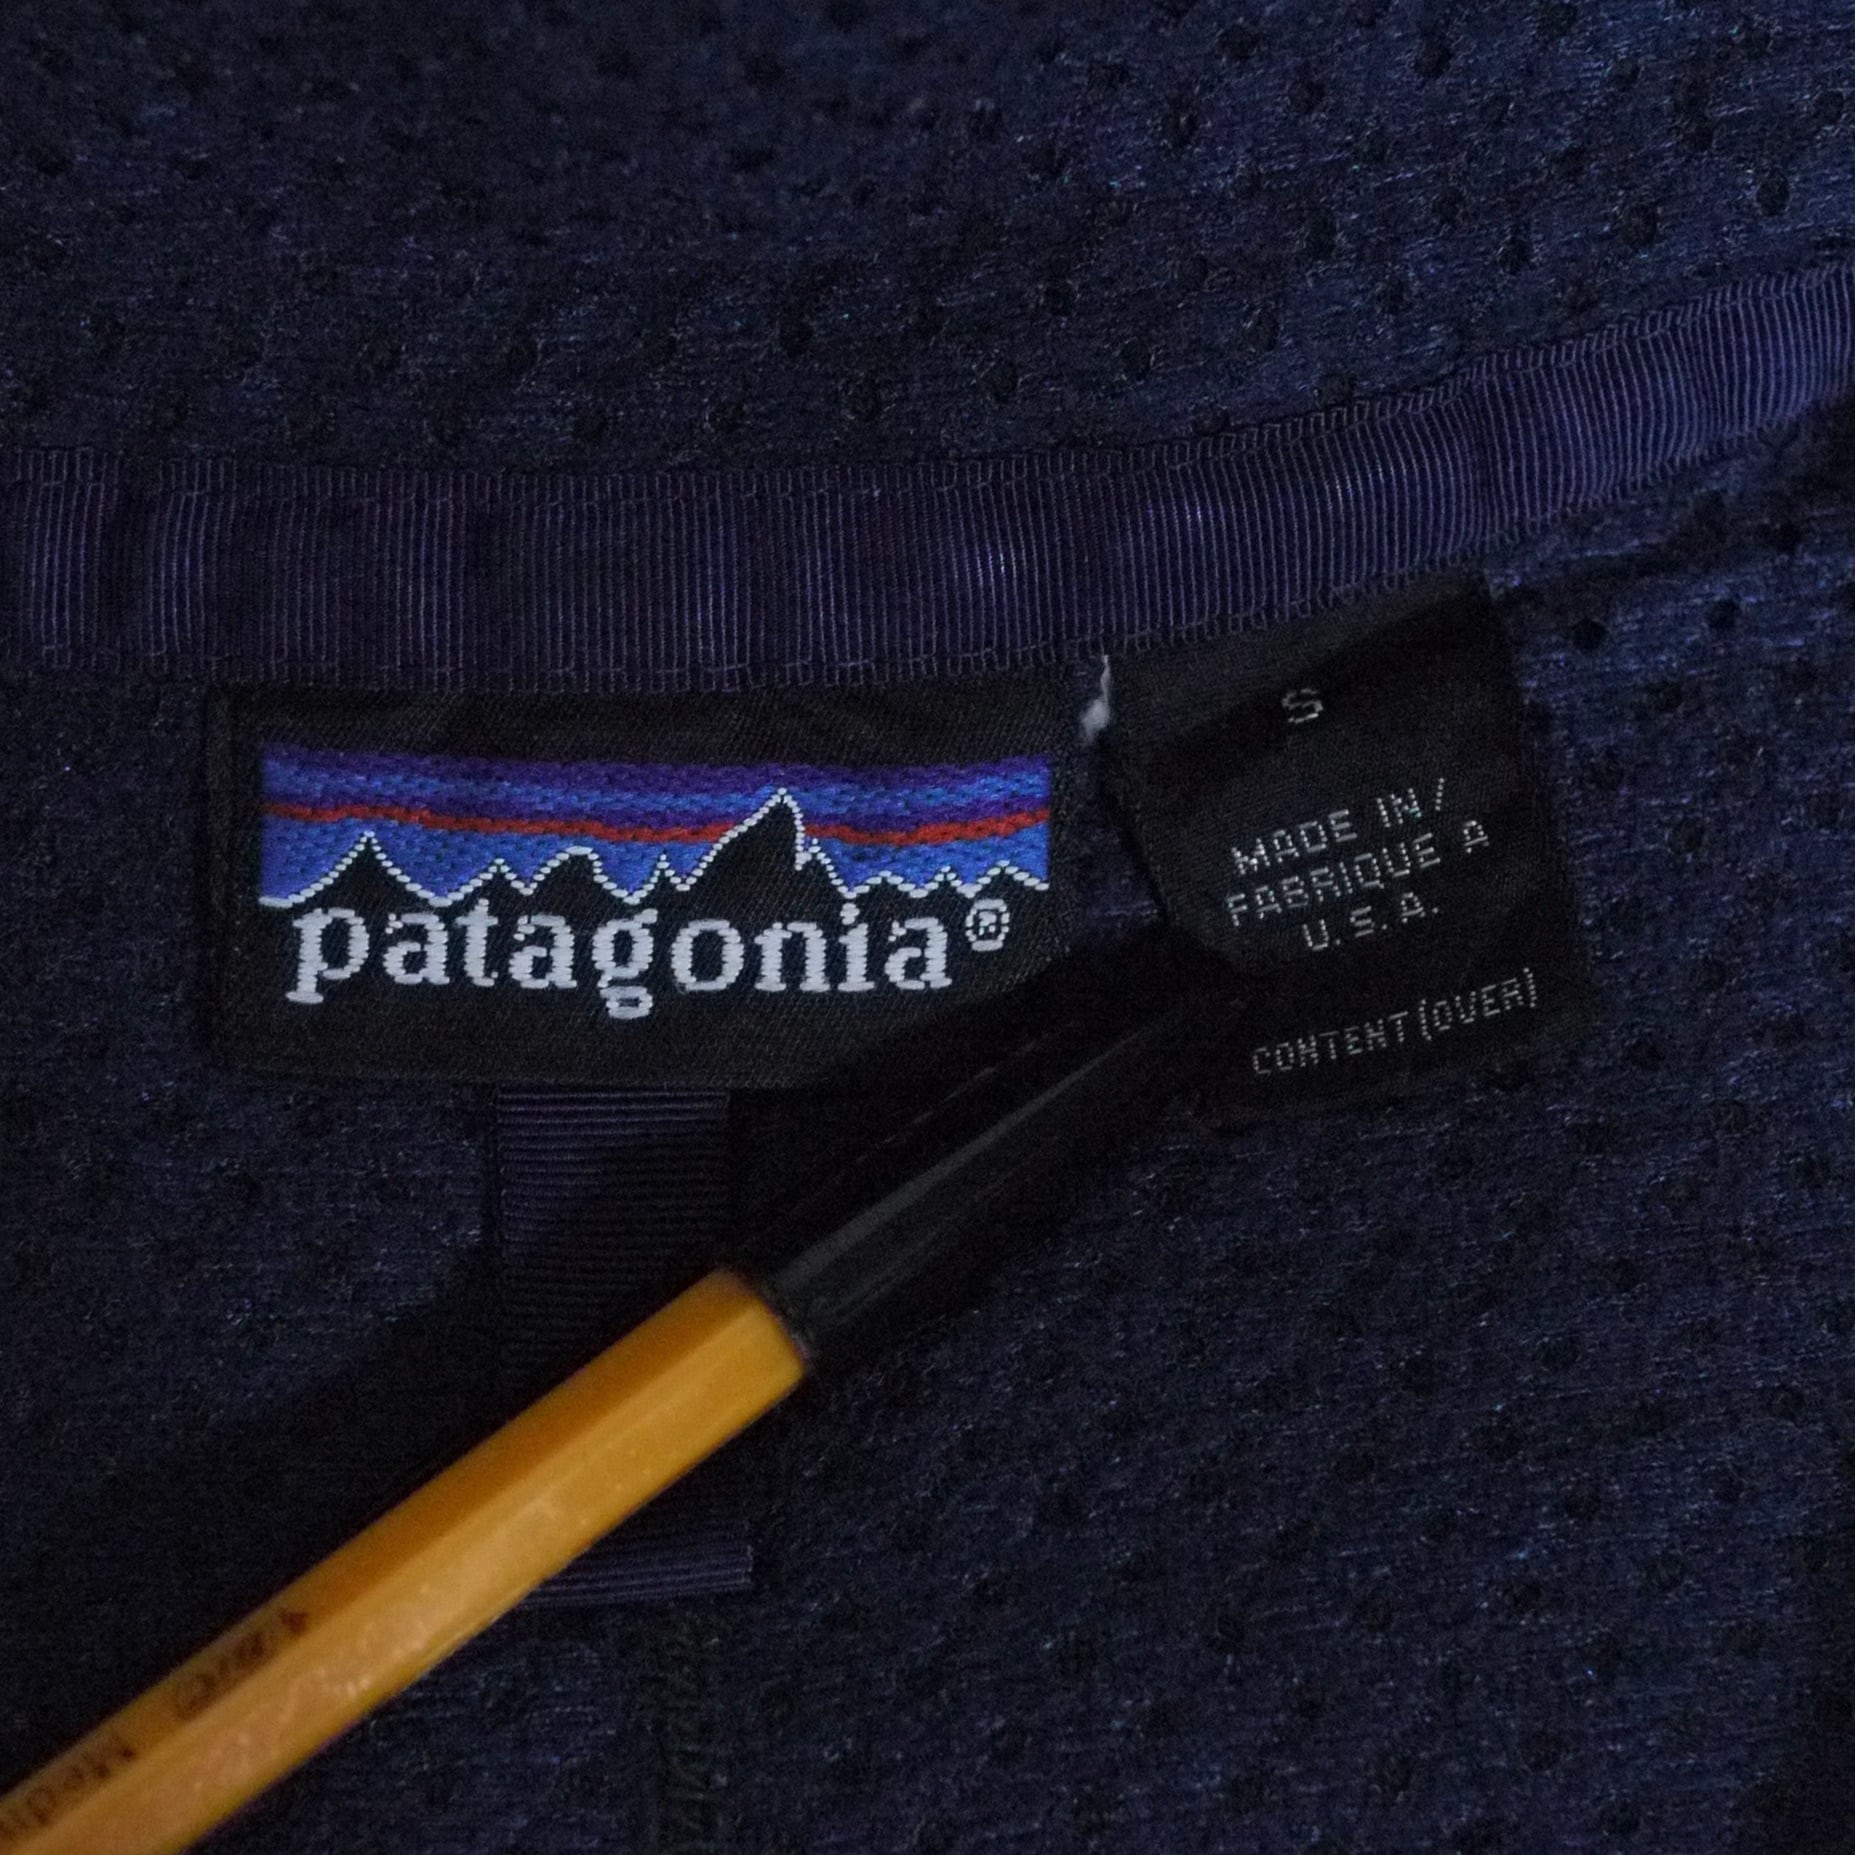 patagonia®
S
MADE IN/
FABRIQUE A
U.S.A.
CONTENT (OVER)